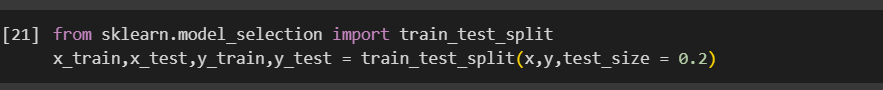 [21] from sklearn.model_selection import train_test_split
x_train,x_test,y_train,y_test = train_test_split(x,y,test_size = 0.2)